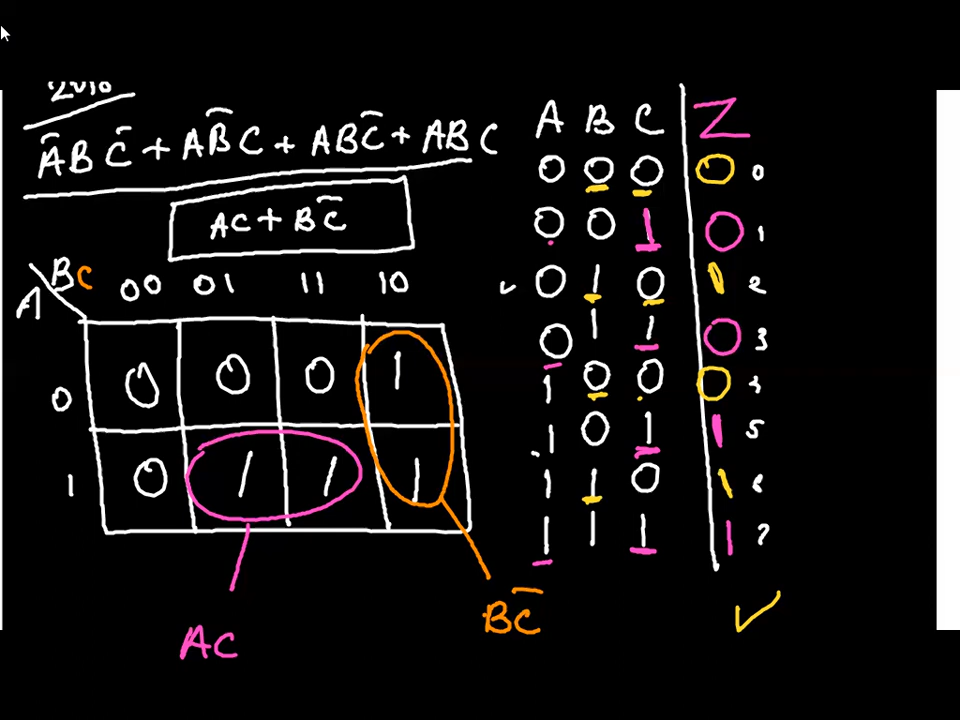 2018
A̅BC̅ + AB̅C + ABC̅ + ABC
AC + BC̅
BC 00 01 11 10
A
0 0 0 0 1
1 0 1 1 1
AC
BC̅
A B C Z
0 0 0 0 0
0 0 1 0 1
✓ 0 1 0 1 2
0 1 1 0 3
1 0 0 0 4
1 0 1 1 5
1 1 0 1 6
1 1 1 1 7
✓